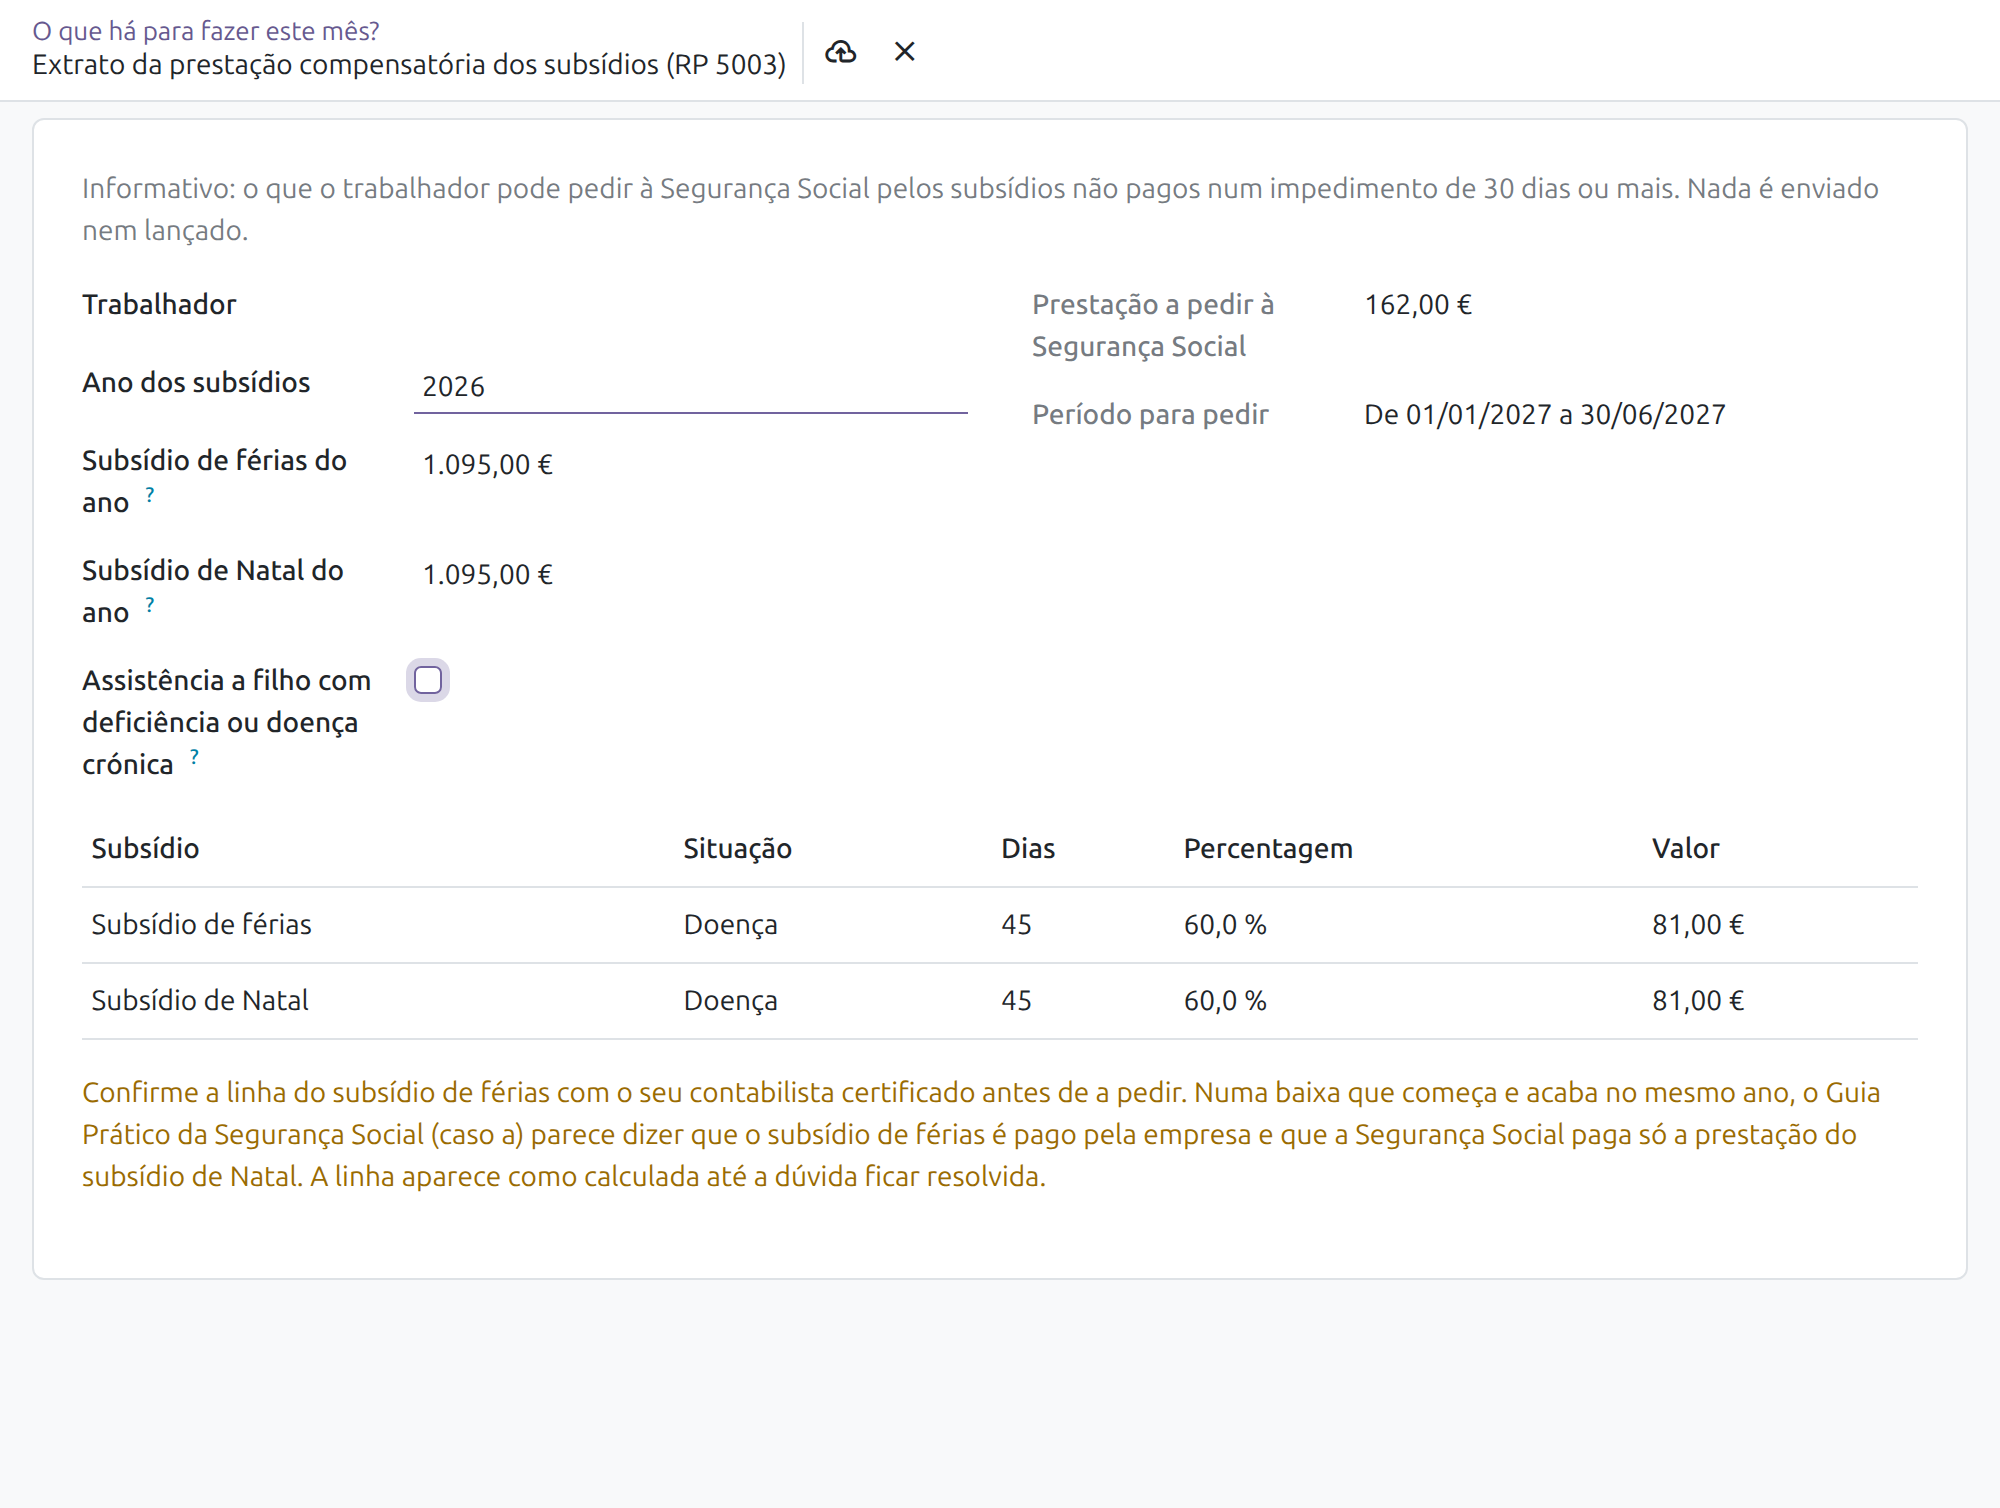 O que há para fazer este mês?
Extrato da prestação compensatória dos subsídios (RP 5003)
Informativo: o que o trabalhador pode pedir à Segurança Social pelos subsídios não pagos num impedimento de 30 dias ou mais. Nada é enviado
nem lançado.
Trabalhador
Ano dos subsídios 2026
Subsídio de férias do 1.095,00 €
ano ?
Subsídio de Natal do 1.095,00 €
ano ?
Assistência a filho com
deficiência ou doença
crónica ?
Prestação a pedir à 162,00 €
Segurança Social
Período para pedir De 01/01/2027 a 30/06/2027
Subsídio Situação Dias Percentagem Valor
Subsídio de férias Doença 45 60,0 % 81,00 €
Subsídio de Natal Doença 45 60,0 % 81,00 €
Confirme a linha do subsídio de férias com o seu contabilista certificado antes de a pedir. Numa baixa que começa e acaba no mesmo ano, o Guia
Prático da Segurança Social (caso a) parece dizer que o subsídio de férias é pago pela empresa e que a Segurança Social paga só a prestação do
subsídio de Natal. A linha aparece como calculada até a dúvida ficar resolvida.